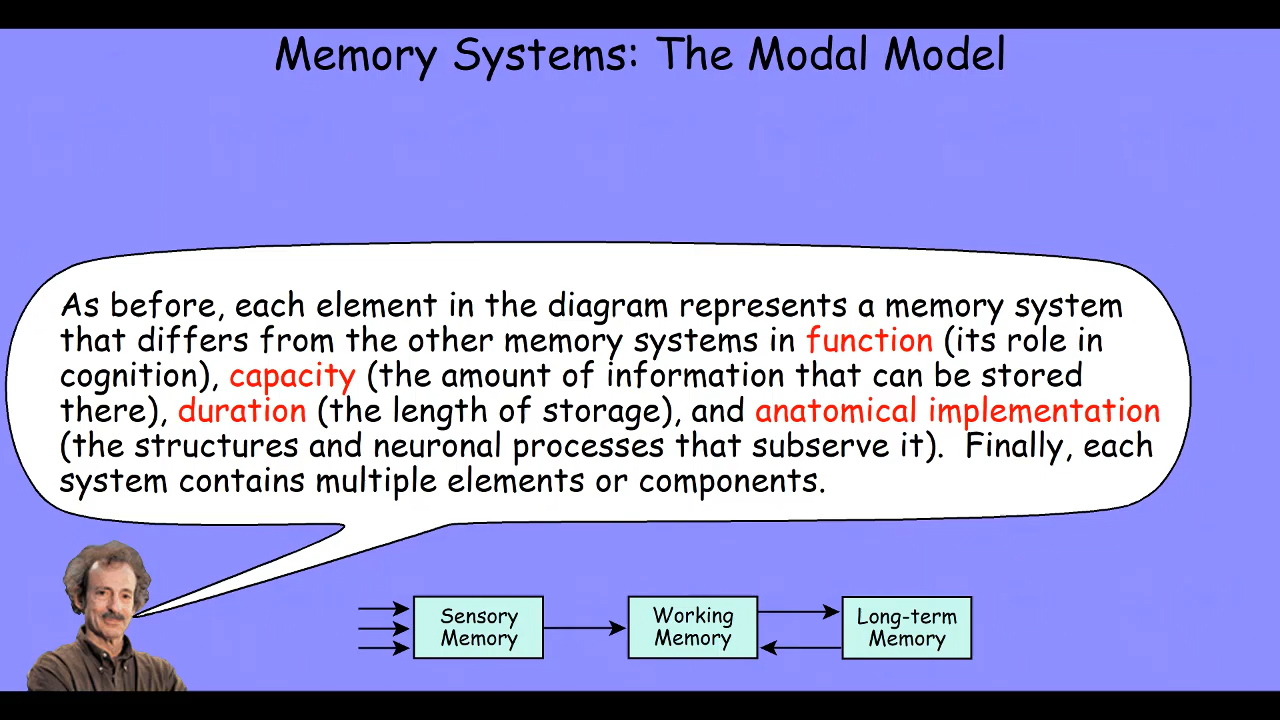 Memory Systems: The Modal Model
As before, each element in the diagram represents a memory system
that differs from the other memory systems in function (its role in
cognition), capacity (the amount of information that can be stored
there), duration (the length of storage), and anatomical implementation
(the structures and neuronal processes that subserve it).  Finally, each
system contains multiple elements or components.
Sensory
Memory
Working
Memory
Long-term
Memory